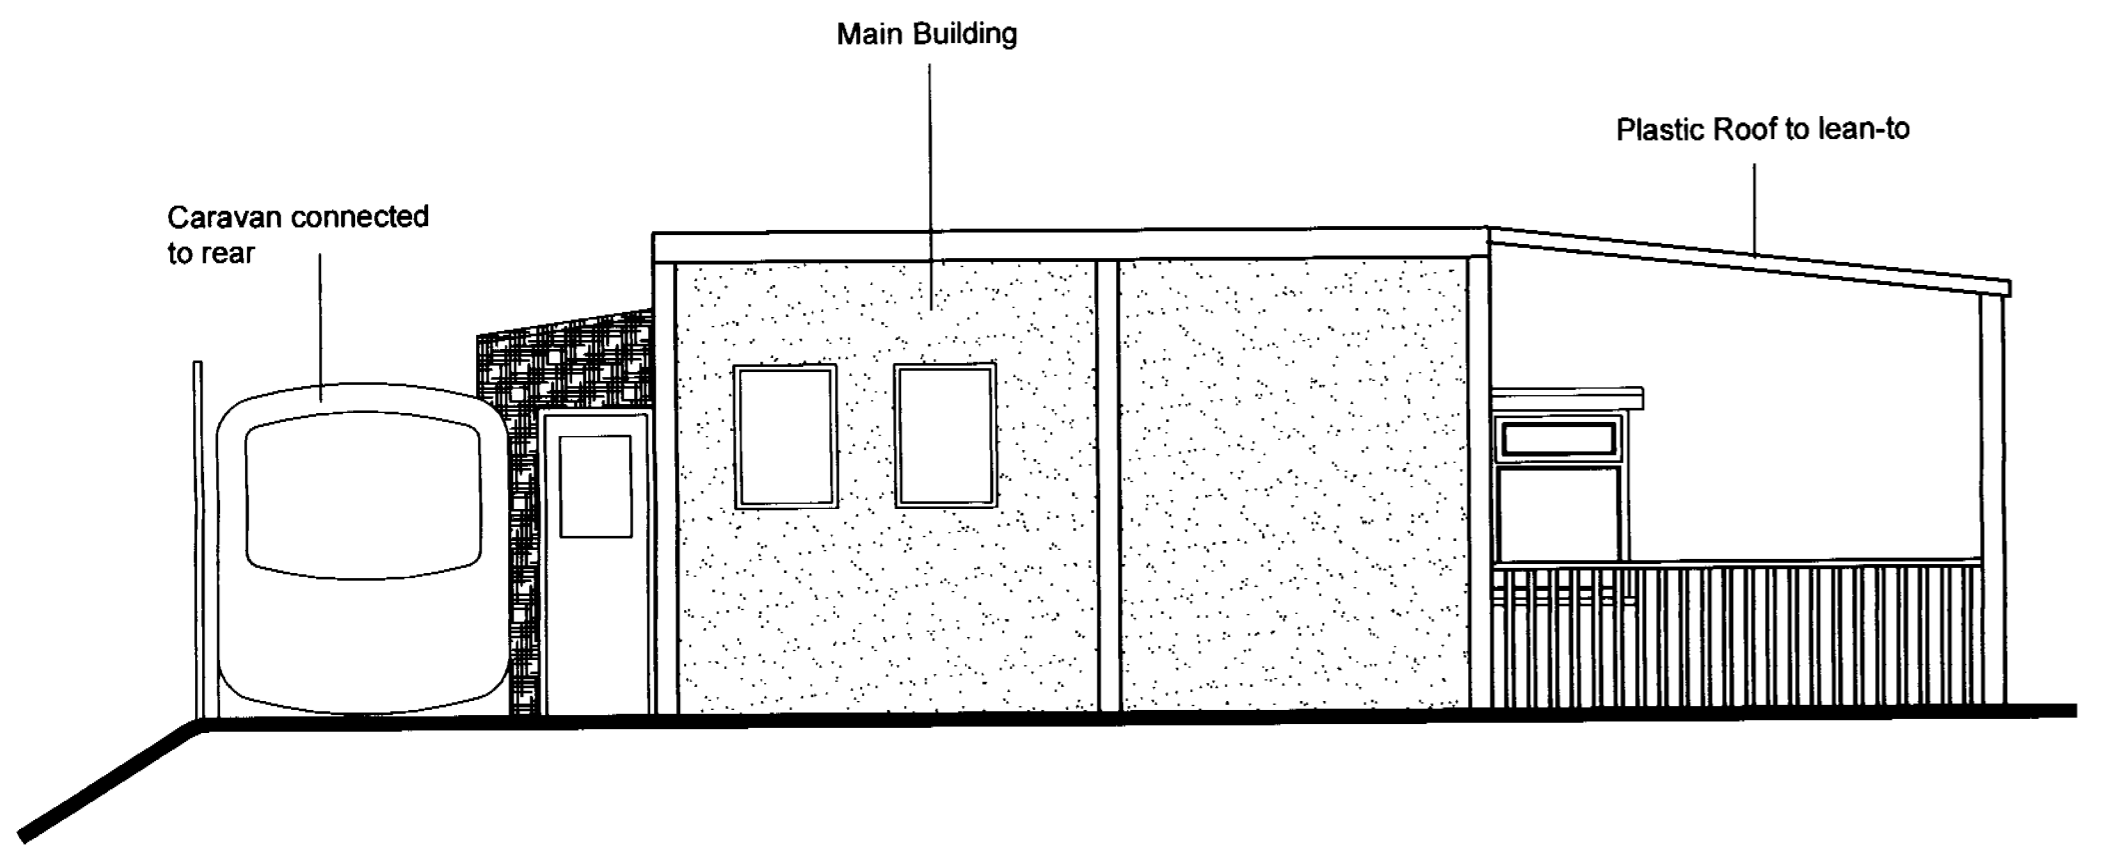 Main Building
Plastic Roof to lean-to
Caravan connected
to rear